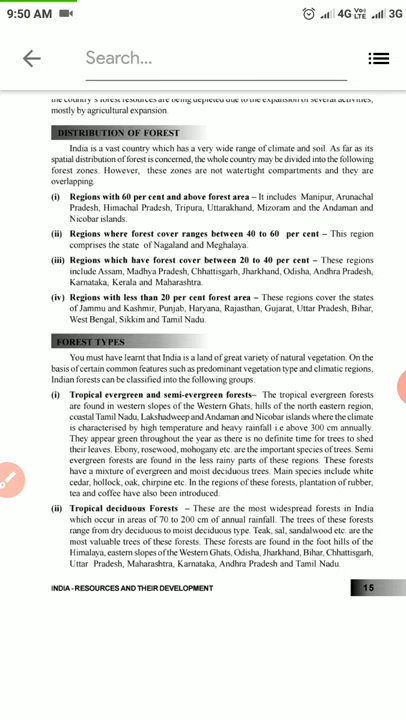 9:50 AM
4G VoLTE 3G
Search...
the country's forest resources are being depleted due to the expansion of several activities,
mostly by agricultural expansion.
DISTRIBUTION OF FOREST
India is a vast country which has a very wide range of climate and soil. As far as its
spatial distribution of forest is concerned, the whole country may be divided into the following
forest zones. However, these zones are not watertight compartments and they are
overlapping.
(i) Regions with 60 per cent and above forest area – It includes Manipur, Arunachal
Pradesh, Himachal Pradesh, Tripura, Uttarakhand, Mizoram and the Andaman and
Nicobar islands.
(ii) Regions where forest cover ranges between 40 to 60 per cent – This region
comprises the state of Nagaland and Meghalaya.
(iii) Regions which have forest cover between 20 to 40 per cent – These regions
include Assam, Madhya Pradesh, Chhattisgarh, Jharkhand, Odisha, Andhra Pradesh,
Karnataka, Kerala and Maharashtra.
(iv) Regions with less than 20 per cent forest area – These regions cover the states
of Jammu and Kashmir, Punjab, Haryana, Rajasthan, Gujarat, Uttar Pradesh, Bihar,
West Bengal, Sikkim and Tamil Nadu.
FOREST TYPES
You must have learnt that India is a land of great variety of natural vegetation. On the
basis of certain common features such as predominant vegetation type and climatic regions,
Indian forests can be classified into the following groups.
(i) Tropical evergreen and semi-evergreen forests– The tropical evergreen forests
are found in western slopes of the Western Ghats, hills of the north eastern region,
coastal Tamil Nadu, Lakshadweep and Andaman and Nicobar islands where the climate
is characterised by high temperature and heavy rainfall i.e above 300 cm annually.
They appear green throughout the year as there is no definite time for trees to shed
their leaves. Ebony, rosewood, mohogany etc. are the important species of trees. Semi
evergreen forests are found in the less rainy parts of these regions. These forests
have a mixture of evergreen and moist deciduous trees. Main species include white
cedar, hollock, oak, chirpine etc. In the regions of these forests, plantation of rubber,
tea and coffee have also been introduced.
(ii) Tropical deciduous Forests – These are the most widespread forests in India
which occur in areas of 70 to 200 cm of annual rainfall. The trees of these forests
range from dry deciduous to moist deciduous type. Teak, sal, sandalwood etc. are the
most valuable trees of these forests. These forests are found in the foot hills of the
Himalaya, eastern slopes of the Western Ghats, Odisha, Jharkhand, Bihar, Chhattisgarh,
Uttar Pradesh, Maharashtra, Karnataka, Andhra Pradesh and Tamil Nadu.
INDIA - RESOURCES AND THEIR DEVELOPMENT 15